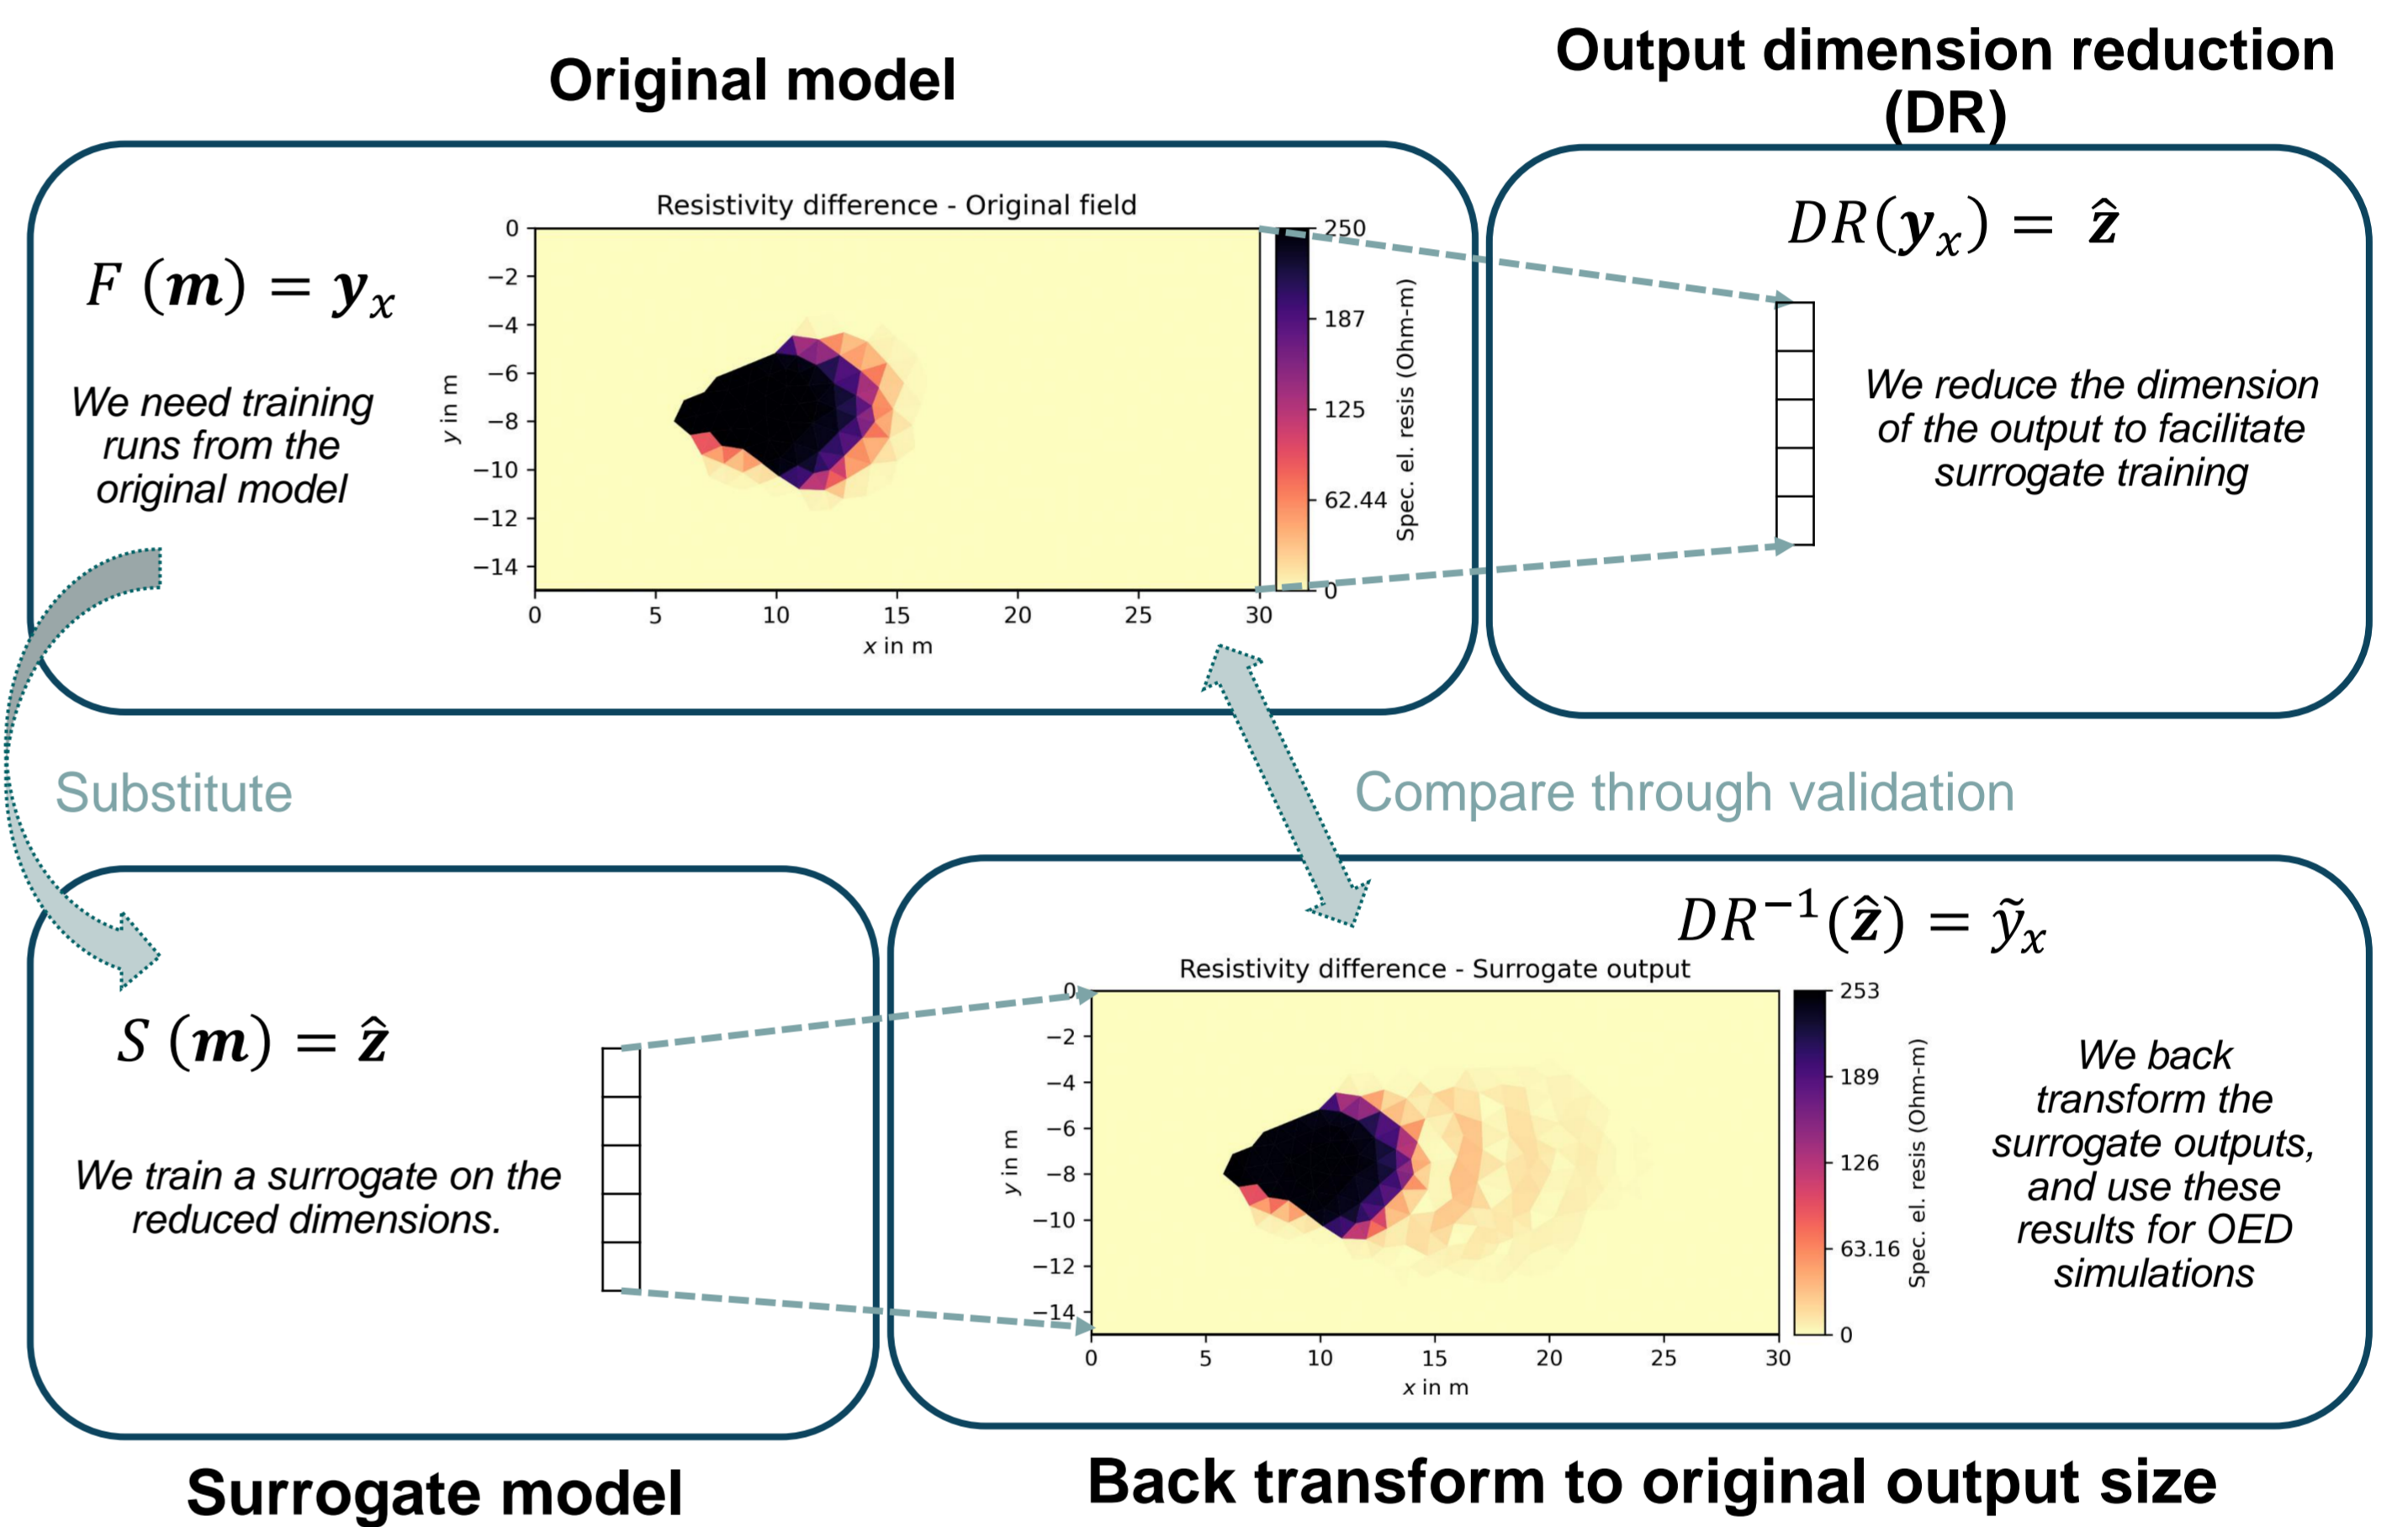 Original model
F (m) = yₓ
We need training
runs from the
original model
Resistivity difference - Original field
0
−2
−4
−6
−8
−10
−12
−14
y in m
0 5 10 15 20 25 30
x in m
250
187
125
62.44
0
Spec. el. resis (Ohm-m)
Output dimension reduction
(DR)
DR(yₓ) = ẑ
We reduce the dimension
of the output to facilitate
surrogate training
Substitute
Compare through validation
S (m) = ẑ
We train a surrogate on the
reduced dimensions.
Surrogate model
DR⁻¹(ẑ) = ỹₓ
Resistivity difference - Surrogate output
0
−2
−4
−6
−8
−10
−12
−14
y in m
0 5 10 15 20 25 30
x in m
253
189
126
63.16
0
Spec. el. resis (Ohm-m)
We back
transform the
surrogate outputs,
and use these
results for OED
simulations
Back transform to original output size